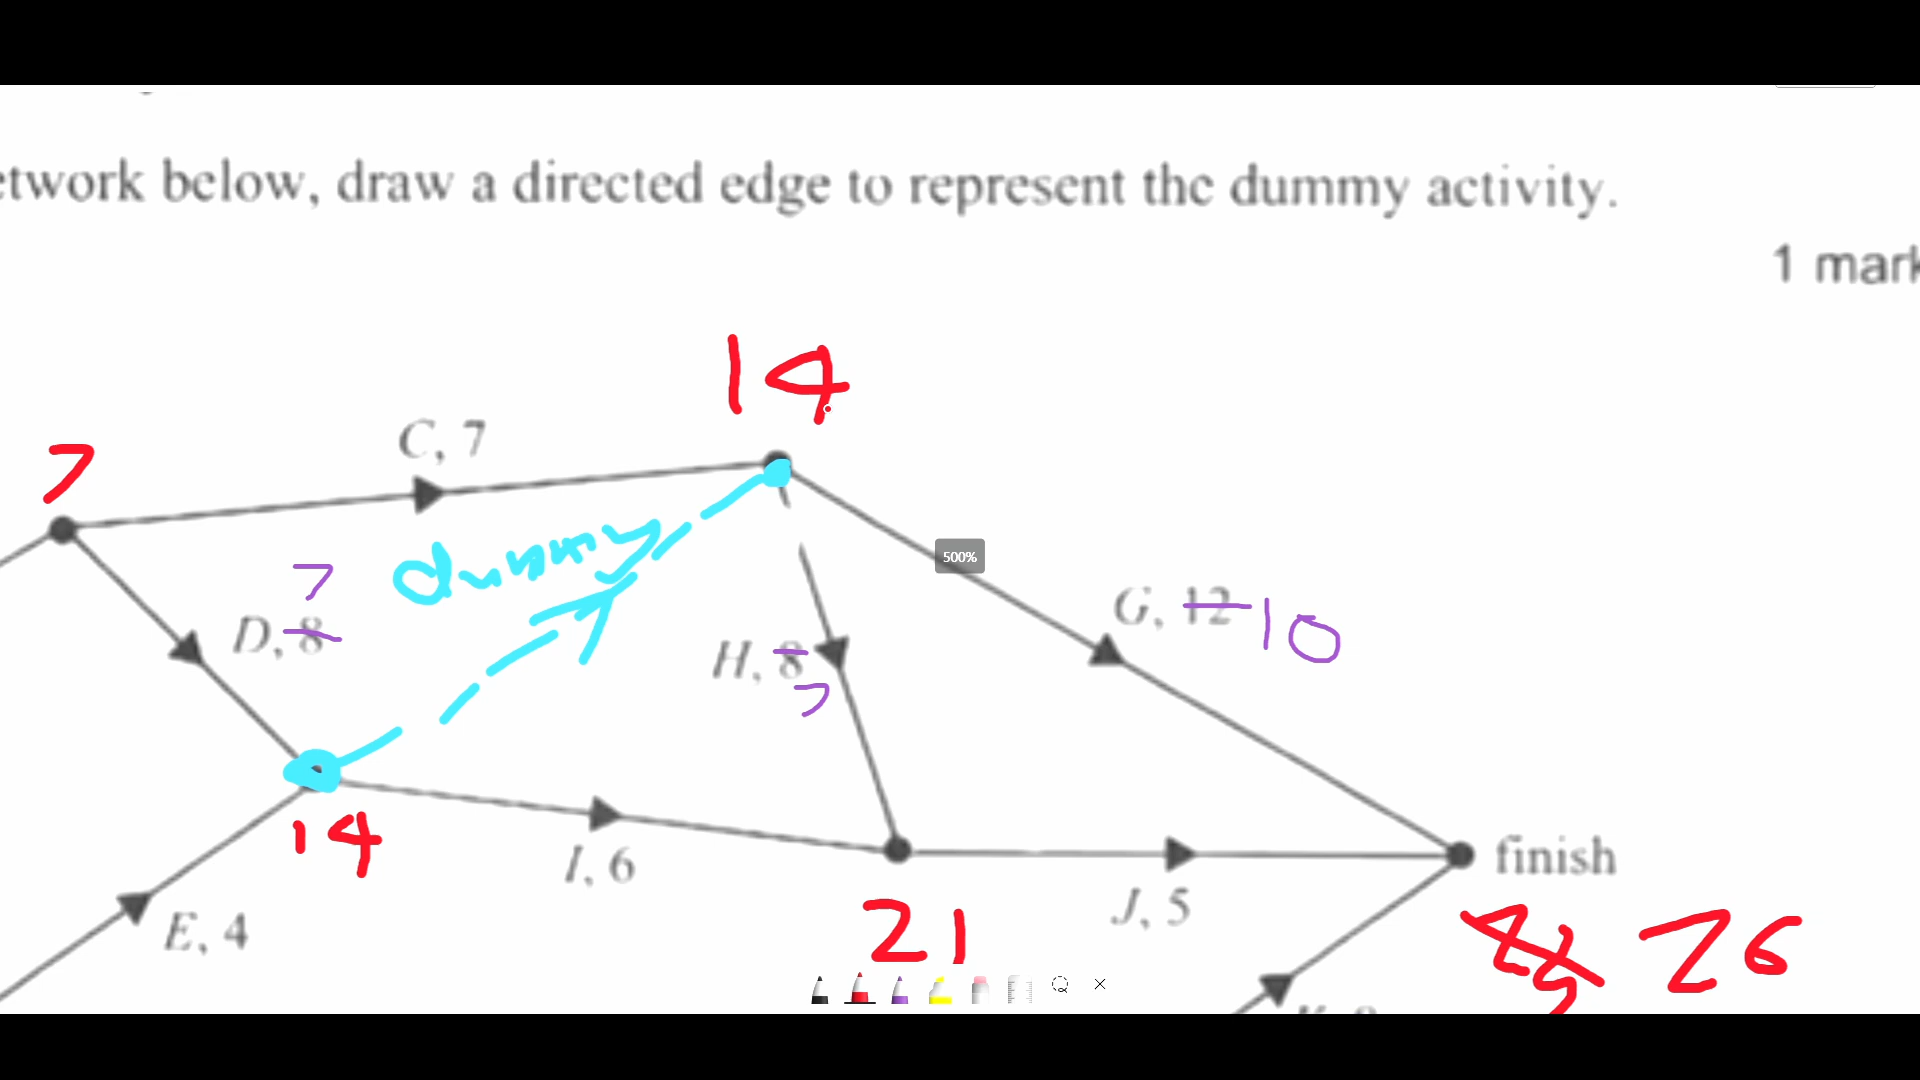 etwork below, draw a directed edge to represent the dummy activity.
1 mark
14
C, 7
7
dummy
500%
7
D, 8
G, 12 10
H, 8
7
14
I, 6
finish
J, 5
E, 4
21
26